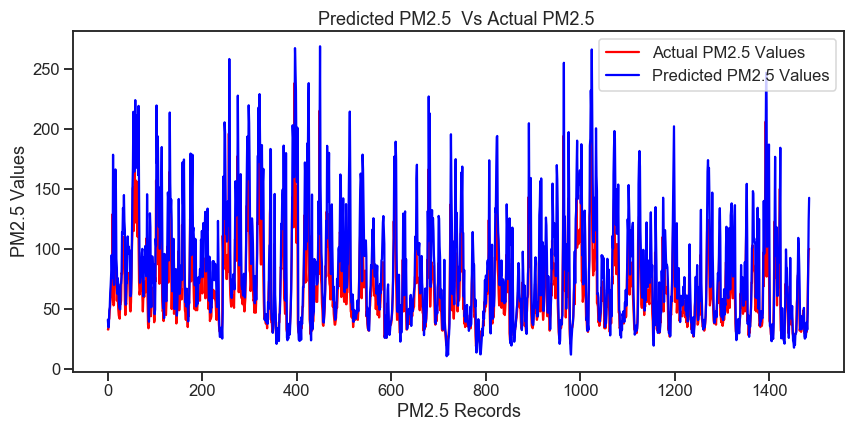 Predicted PM2.5  Vs Actual PM2.5
Actual PM2.5 Values
Predicted PM2.5 Values
PM2.5 Values
250
200
150
100
50
0
0 200 400 600 800 1000 1200 1400
PM2.5 Records